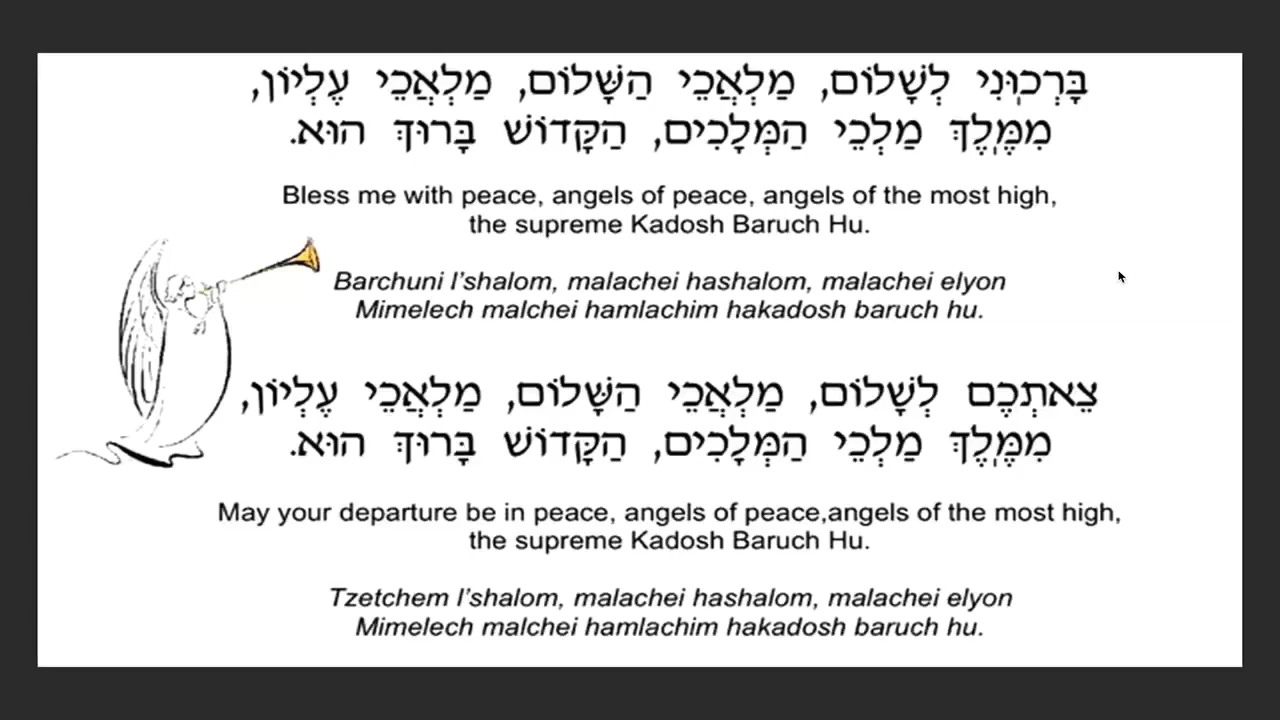 בָּרְכֽוּנִי לְשָׁלוֹם, מַלְאֲכֵי הַשָּׁלוֹם, מַלְאֲכֵי עֶלְיוֹן,
מִמֶּֽלֶךְ מַלְכֵי הַמְּלָכִים, הַקָּדוֹשׁ בָּרוּךְ הוּא.
Bless me with peace, angels of peace, angels of the most high,
the supreme Kadosh Baruch Hu.
Barchuni l'shalom, malachei hashalom, malachei elyon
Mimelech malchei hamlachim hakadosh baruch hu.
צֵאתְכֶם לְשָׁלוֹם, מַלְאֲכֵי הַשָּׁלוֹם, מַלְאֲכֵי עֶלְיוֹן,
מִמֶּֽלֶךְ מַלְכֵי הַמְּלָכִים, הַקָּדוֹשׁ בָּרוּךְ הוּא.
May your departure be in peace, angels of peace,angels of the most high,
the supreme Kadosh Baruch Hu.
Tzetchem l'shalom, malachei hashalom, malachei elyon
Mimelech malchei hamlachim hakadosh baruch hu.